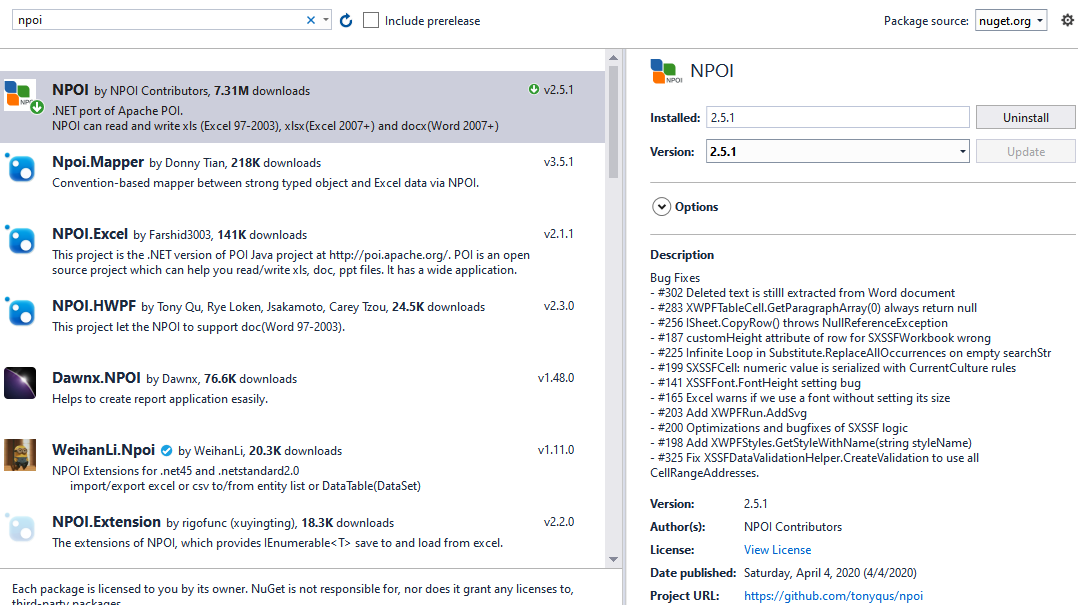 npoi
Include prerelease
Package source: nuget.org
NPOI by NPOI Contributors, 7.31M downloads
v2.5.1
.NET port of Apache POI.
NPOI can read and write xls (Excel 97-2003), xlsx(Excel 2007+) and docx(Word 2007+)
Npoi.Mapper by Donny Tian, 218K downloads
v3.5.1
Convention-based mapper between strong typed object and Excel data via NPOI.
NPOI.Excel by Farshid3003, 141K downloads
v2.1.1
This project is the .NET version of POI Java project at http://poi.apache.org/. POI is an open
source project which can help you read/write xls, doc, ppt files. It has a wide application.
NPOI.HWPF by Tony Qu, Rye Loken, Jsakamoto, Carey Tzou, 24.5K downloads
v2.3.0
This project let the NPOI to support doc(Word 97-2003).
Dawnx.NPOI by Dawnx, 76.6K downloads
v1.48.0
Helps to create report application easasily.
WeihanLi.Npoi by WeihanLi, 20.3K downloads
v1.11.0
NPOI Extensions for .net45 and .netstandard2.0
import/export excel or csv to/from entity list or DataTable(DataSet)
NPOI.Extension by rigofunc (xuyingting), 18.3K downloads
v2.2.0
The extensions of NPOI, which provides IEnumerable<T> save to and load from excel.
Each package is licensed to you by its owner. NuGet is not responsible for, nor does it grant any licenses to,
third-party packages.
NPOI
NPOI
Installed: 2.5.1
Uninstall
Version: 2.5.1
Update
Options
Description
Bug Fixes
- #302 Deleted text is stilll extracted from Word document
- #283 XWPFTableCell.GetParagraphArray(0) always return null
- #256 ISheet.CopyRow() throws NullReferenceException
- #187 customHeight attribute of row for SXSSFWorkbook wrong
- #225 Infinite Loop in Substitute.ReplaceAllOccurrences on empty searchStr
- #199 SXSSFCell: numeric value is serialized with CurrentCulture rules
- #141 XSSFFont.FontHeight setting bug
- #165 Excel warns if we use a font without setting its size
- #203 Add XWPFRun.AddSvg
- #200 Optimizations and bugfixes of SXSSF logic
- #198 Add XWPFStyles.GetStyleWithName(string styleName)
- #325 Fix XSSFDataValidationHelper.CreateValidation to use all
CellRangeAddresses.
Version: 2.5.1
Author(s): NPOI Contributors
License: View License
Date published: Saturday, April 4, 2020 (4/4/2020)
Project URL: https://github.com/tonyqus/npoi